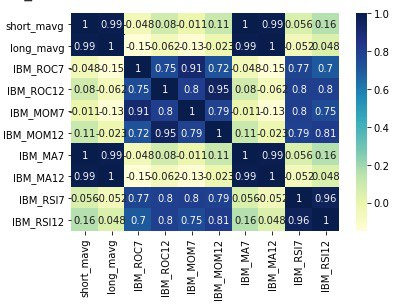 short_mavg 1 0.99 -0.048 0.08 -0.011 0.11 1 0.99 0.056 0.16
long_mavg 0.99 1 -0.15 -0.062 -0.13 -0.023 0.99 1 -0.052 0.048
IBM_ROC7 -0.048 -0.15 1 0.75 0.91 0.72 -0.048 -0.15 0.77 0.7
IBM_ROC12 0.08 -0.062 0.75 1 0.8 0.95 0.08 -0.062 0.8 0.8
IBM_MOM7 -0.011 -0.13 0.91 0.8 1 0.79 -0.011 -0.13 0.8 0.75
IBM_MOM12 0.11 -0.023 0.72 0.95 0.79 1 0.11 -0.023 0.79 0.81
IBM_MA7 1 0.99 -0.048 0.08 -0.011 0.11 1 0.99 0.056 0.16
IBM_MA12 0.99 1 -0.15 -0.062 -0.13 -0.023 0.99 1 -0.052 0.048
IBM_RSI7 0.056 -0.052 0.77 0.8 0.8 0.79 0.056 -0.052 1 0.96
IBM_RSI12 0.16 0.048 0.7 0.8 0.75 0.81 0.16 0.048 0.96 1
short_mavg
long_mavg
IBM_ROC7
IBM_ROC12
IBM_MOM7
IBM_MOM12
IBM_MA7
IBM_MA12
IBM_RSI7
IBM_RSI12
1.0
0.8
0.6
0.4
0.2
0.0